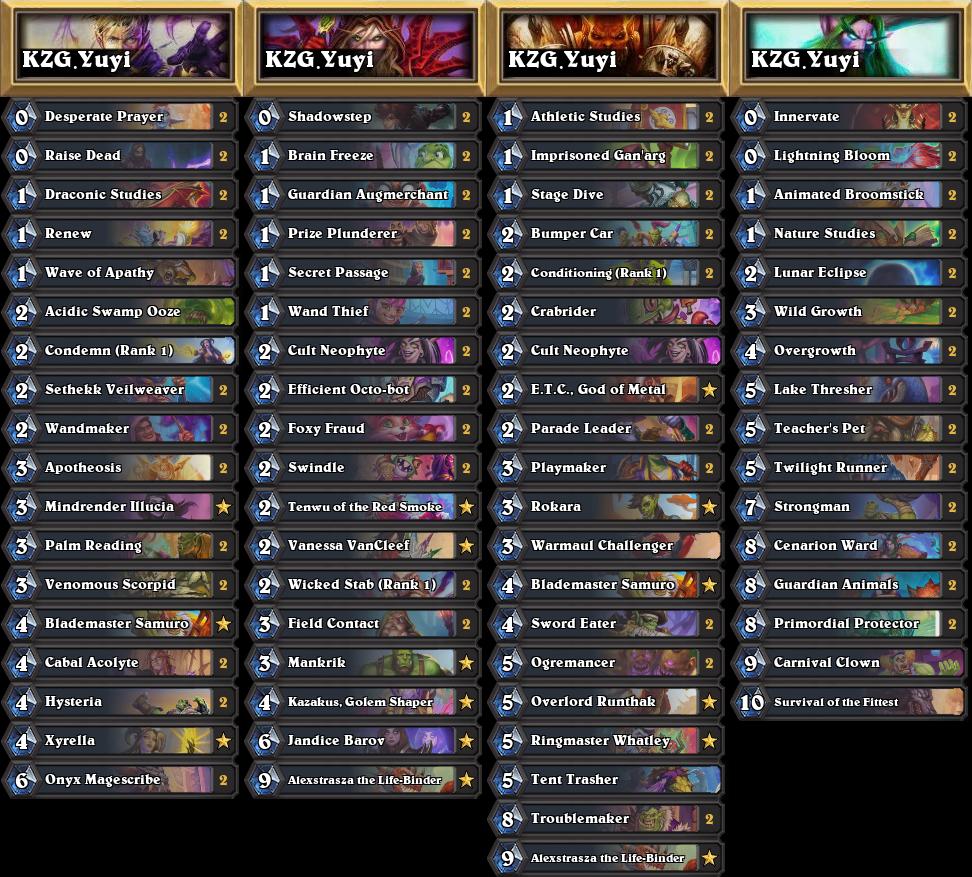 KZG.Yuyi
0 Desperate Prayer 2
0 Raise Dead 2
1 Draconic Studies 2
1 Renew 2
1 Wave of Apathy
2 Acidic Swamp Ooze
2 Condemn (Rank 1)
2 Sethekk Veilweaver 2
2 Wandmaker 2
3 Apotheosis 2
3 Mindrender Illucia
3 Palm Reading 2
3 Venomous Scorpid 2
4 Blademaster Samuro
4 Cabal Acolyte 2
4 Hysteria 2
4 Xyrella
6 Onyx Magescribe 2
KZG.Yuyi
0 Shadowstep 2
1 Brain Freeze 2
1 Guardian Augmerchant 2
1 Prize Plunderer 2
1 Secret Passage 2
1 Wand Thief 2
2 Cult Neophyte 2
2 Efficient Octo-bot 2
2 Foxy Fraud 2
2 Swindle 2
2 Tenwu of the Red Smoke
2 Vanessa VanCleef
2 Wicked Stab (Rank 1) 2
3 Field Contact 2
3 Mankrik
4 Kazakus, Golem Shaper
6 Jandice Barov
9 Alexstrasza the Life-Binder
KZG.Yuyi
1 Athletic Studies 2
1 Imprisoned Gan'arg 2
1 Stage Dive 2
2 Bumper Car 2
2 Conditioning (Rank 1) 2
2 Crabrider
2 Cult Neophyte
2 E.T.C., God of Metal
2 Parade Leader 2
3 Playmaker 2
3 Rokara
3 Warmaul Challenger
4 Blademaster Samuro
4 Sword Eater 2
5 Ogremancer 2
5 Overlord Runthak
5 Ringmaster Whatley
5 Tent Trasher
8 Troublemaker 2
9 Alexstrasza the Life-Binder
KZG.Yuyi
0 Innervate 2
0 Lightning Bloom 2
1 Animated Broomstick 2
1 Nature Studies 2
2 Lunar Eclipse 2
3 Wild Growth 2
4 Overgrowth 2
5 Lake Thresher 2
5 Teacher's Pet 2
5 Twilight Runner 2
7 Strongman 2
8 Cenarion Ward 2
8 Guardian Animals 2
8 Primordial Protector 2
9 Carnival Clown
10 Survival of the Fittest